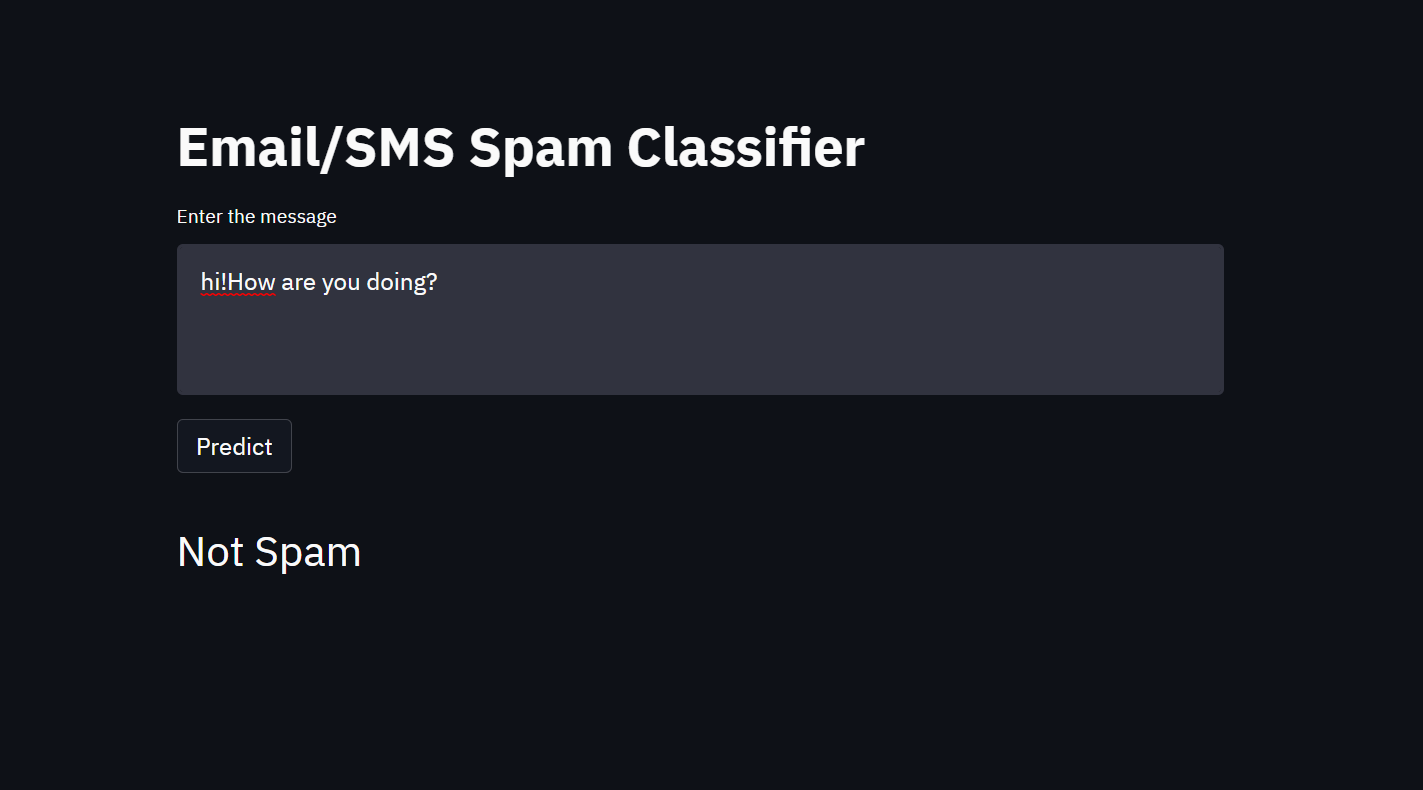 Email/SMS Spam Classifier
Enter the message
hi!How are you doing?
Predict
Not Spam